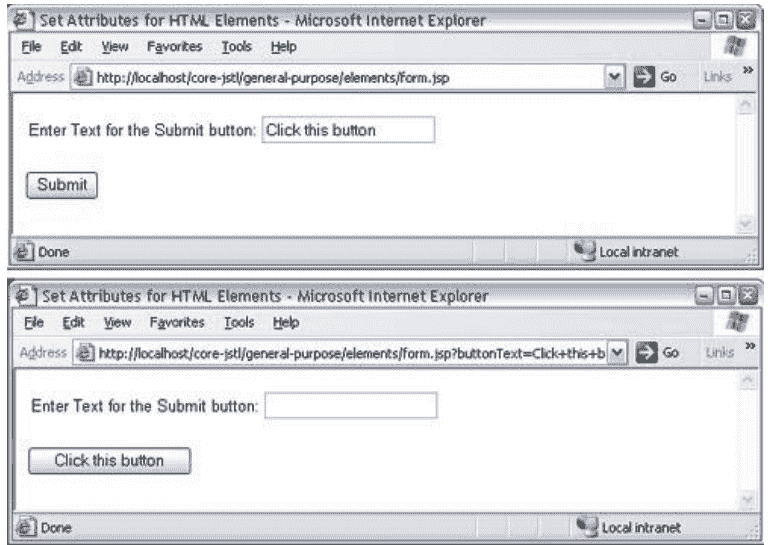 Set Attributes for HTML Elements - Microsoft Internet Explorer
File Edit View Favorites Tools Help
Address http://localhost/core-jstl/general-purpose/elements/form.jsp Go Links »
Enter Text for the Submit button: Click this button
Submit
Done Local intranet
Set Attributes for HTML Elements - Microsoft Internet Explorer
File Edit View Favorites Tools Help
Address http://localhost/core-jstl/general-purpose/elements/form.jsp?buttonText=Click+this+b Go Links »
Enter Text for the Submit button:
Click this button
Done Local intranet